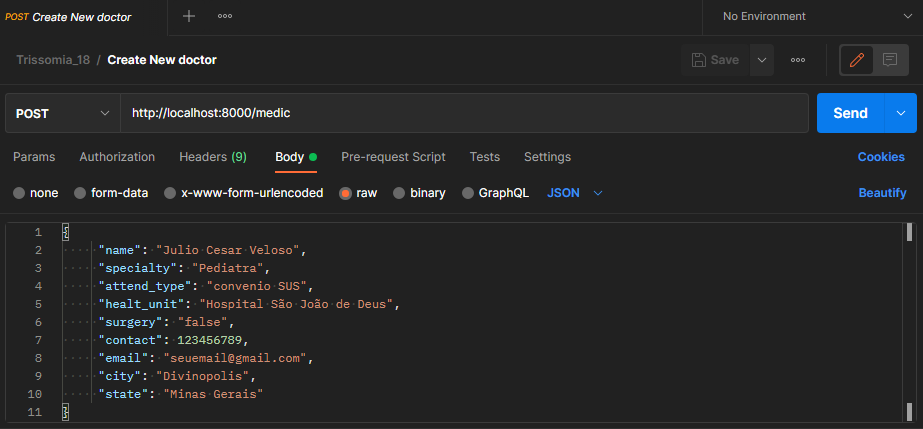 POST Create New doctor
No Environment
Trissomia_18 / Create New doctor
Save
POST
http://localhost:8000/medic
Send
Params Authorization Headers (9) Body Pre-request Script Tests Settings Cookies
none form-data x-www-form-urlencoded raw binary GraphQL JSON Beautify
1 {
2 "name": "Julio Cesar Veloso",
3 "specialty": "Pediatra",
4 "attend_type": "convenio SUS",
5 "healt_unit": "Hospital São João de Deus",
6 "surgery": "false",
7 "contact": 123456789,
8 "email": "seuemail@gmail.com",
9 "city": "Divinopolis",
10 "state": "Minas Gerais"
11 }